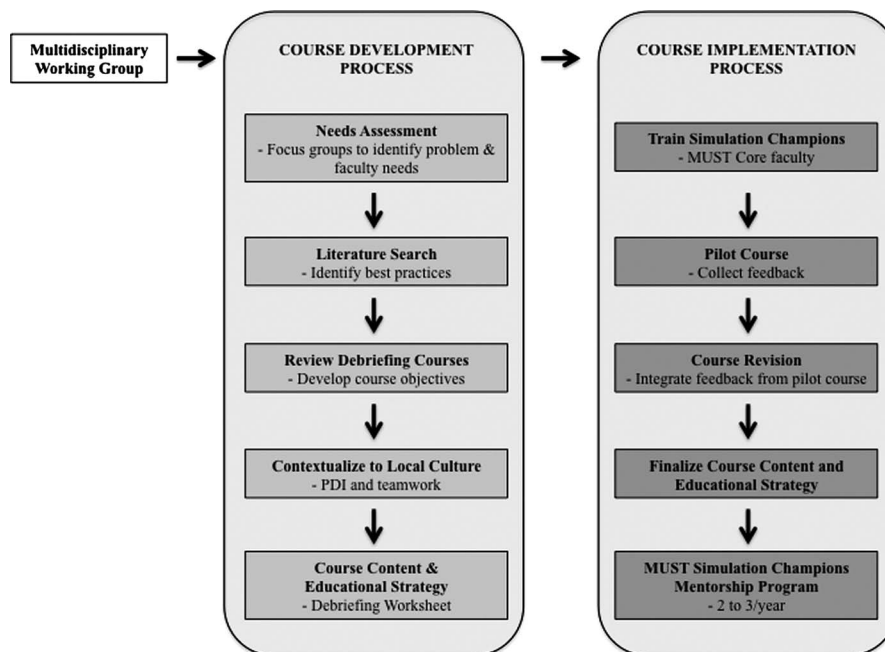 Multidisciplinary
Working Group
COURSE DEVELOPMENT
PROCESS
Needs Assessment
- Focus groups to identify problem &
faculty needs
Literature Search
- Identify best practices
Review Debriefing Courses
- Develop course objectives
Contextualize to Local Culture
- PDI and teamwork
Course Content &
Educational Strategy
- Debriefing Worksheet
COURSE IMPLEMENTATION
PROCESS
Train Simulation Champions
- MUST Core faculty
Pilot Course
- Collect feedback
Course Revision
- Integrate feedback from pilot course
Finalize Course Content and
Educational Strategy
MUST Simulation Champions
Mentorship Program
- 2 to 3/year